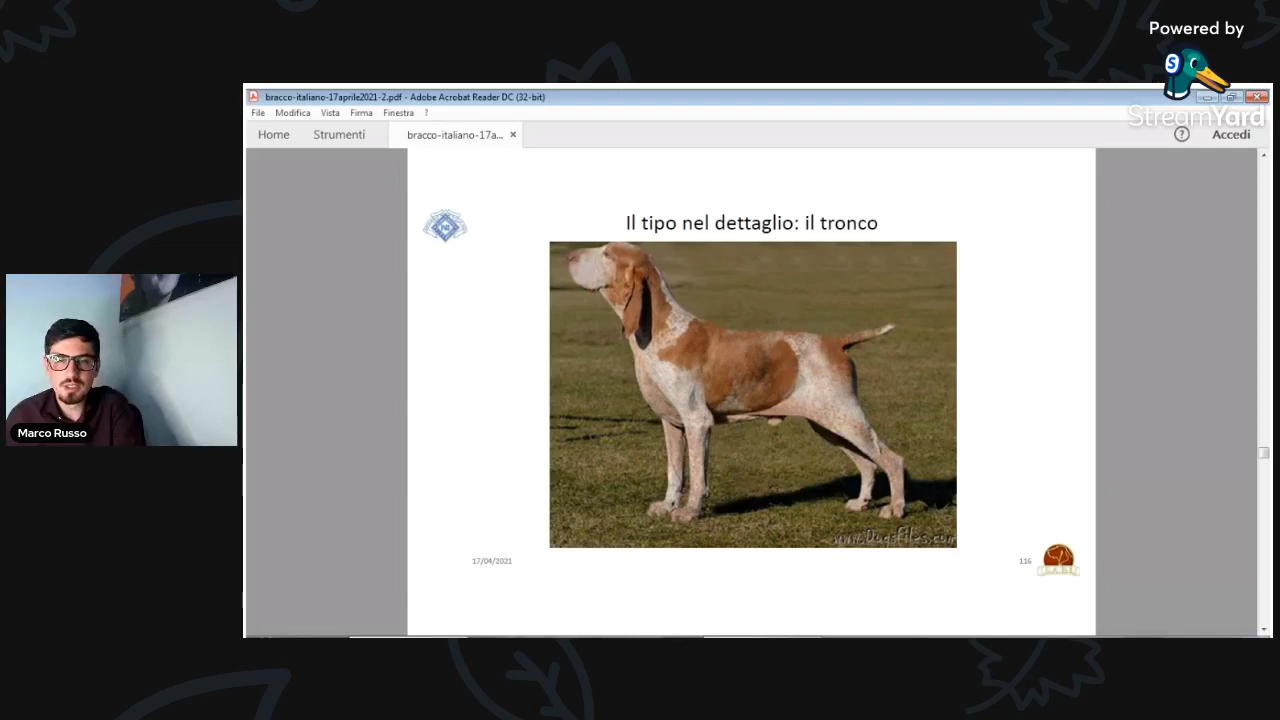 Powered by
StreamYard
bracco-italiano-17aprile2021-2.pdf - Adobe Acrobat Reader DC (32-bit)
File Modifica Vista Firma Finestra ?
Home Strumenti bracco-italiano-17a... × ? Accedi
Il tipo nel dettaglio: il tronco
Marco Russo
www.DogsFiles.com
17/04/2021
116